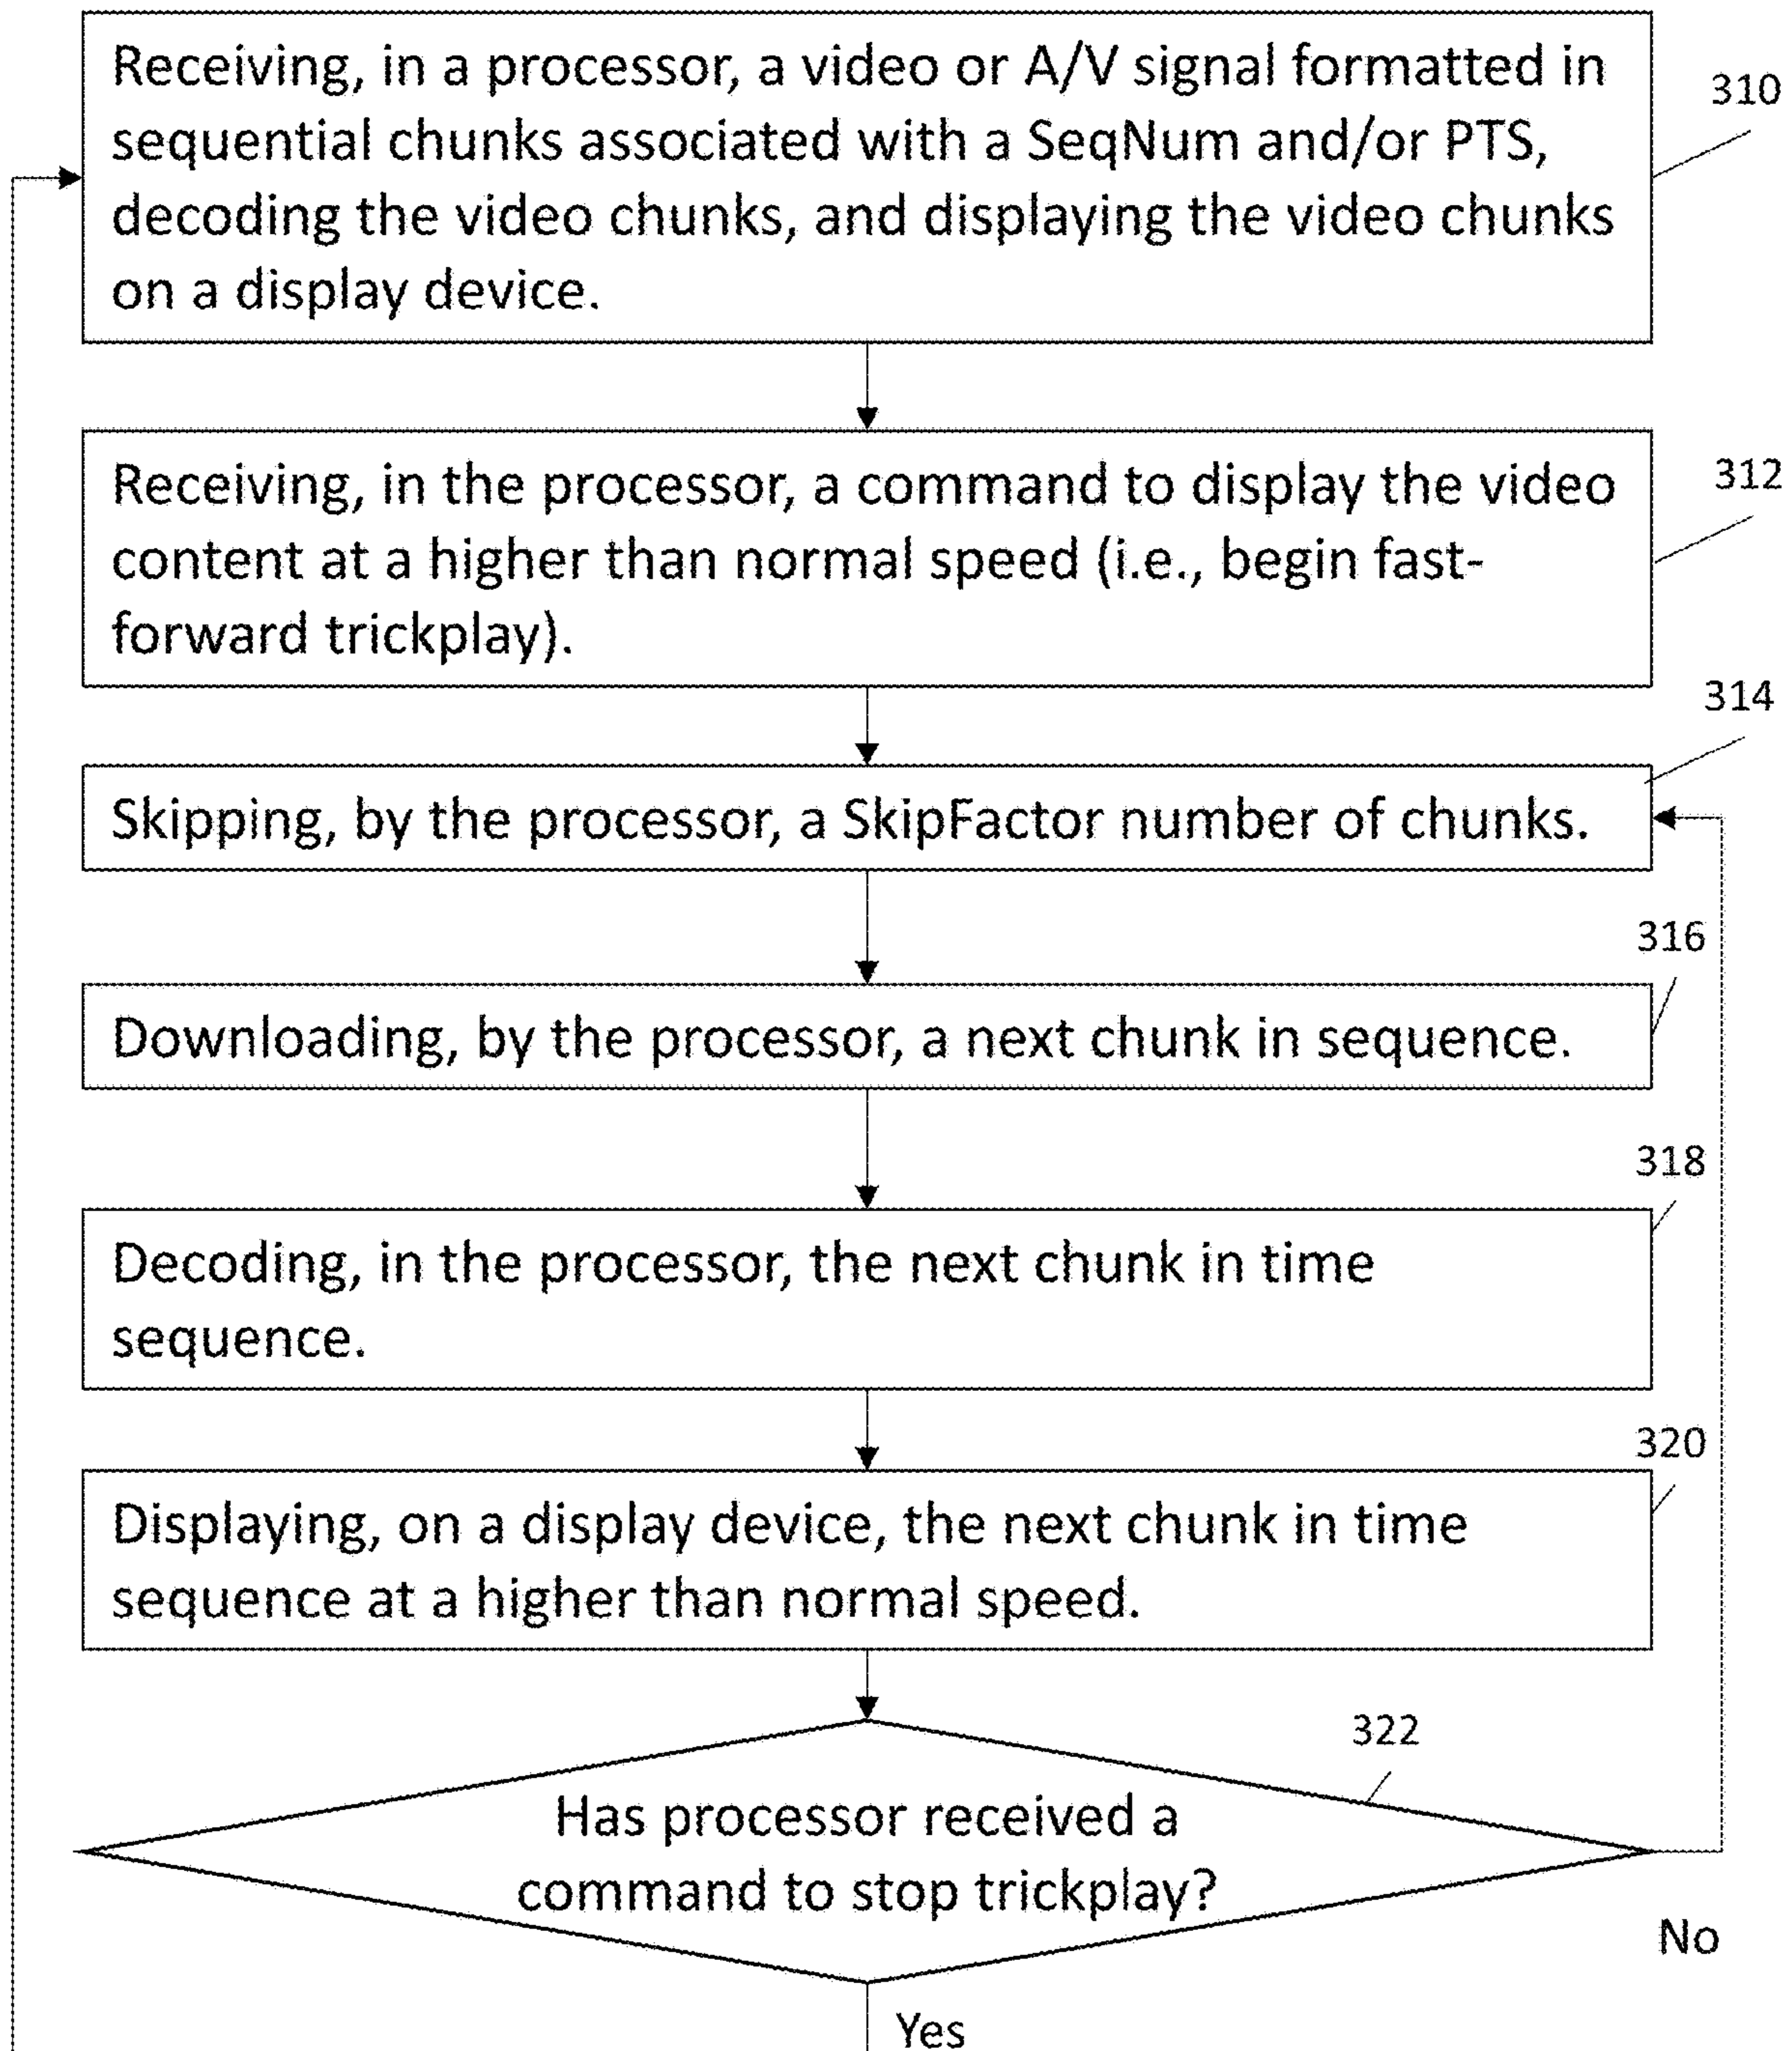 Receiving, in a processor, a video or A/V signal formatted in
sequential chunks associated with a SeqNum and/or PTS,
decoding the video chunks, and displaying the video chunks
on a display device.
310
Receiving, in the processor, a command to display the video
content at a higher than normal speed (i.e., begin fast-
forward trickplay).
312
314
Skipping, by the processor, a SkipFactor number of chunks.
316
Downloading, by the processor, a next chunk in sequence.
318
Decoding, in the processor, the next chunk in time
sequence.
320
Displaying, on a display device, the next chunk in time
sequence at a higher than normal speed.
322
Has processor received a
command to stop trickplay?
No
Yes